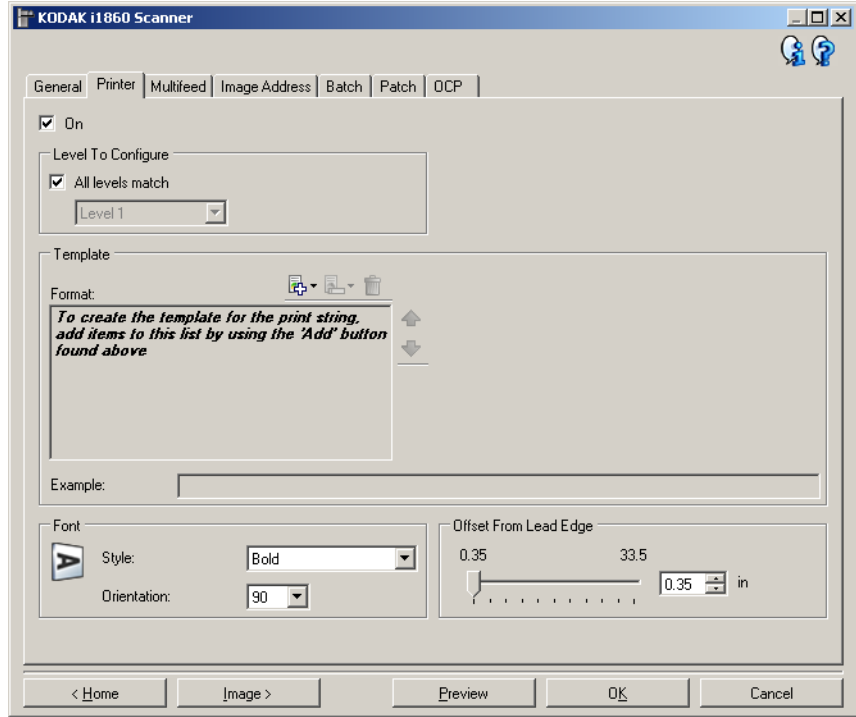 KODAK i1860 Scanner
General Printer Multifeed Image Address Batch Patch OCP
On
Level To Configure
All levels match
Level 1
Template
Format:
To create the template for the print string,
add items to this list by using the 'Add' button
found above
Example:
Font
Style: Bold
Orientation: 90
Offset From Lead Edge
0.35 33.5
0.35 in
< Home Image > Preview OK Cancel